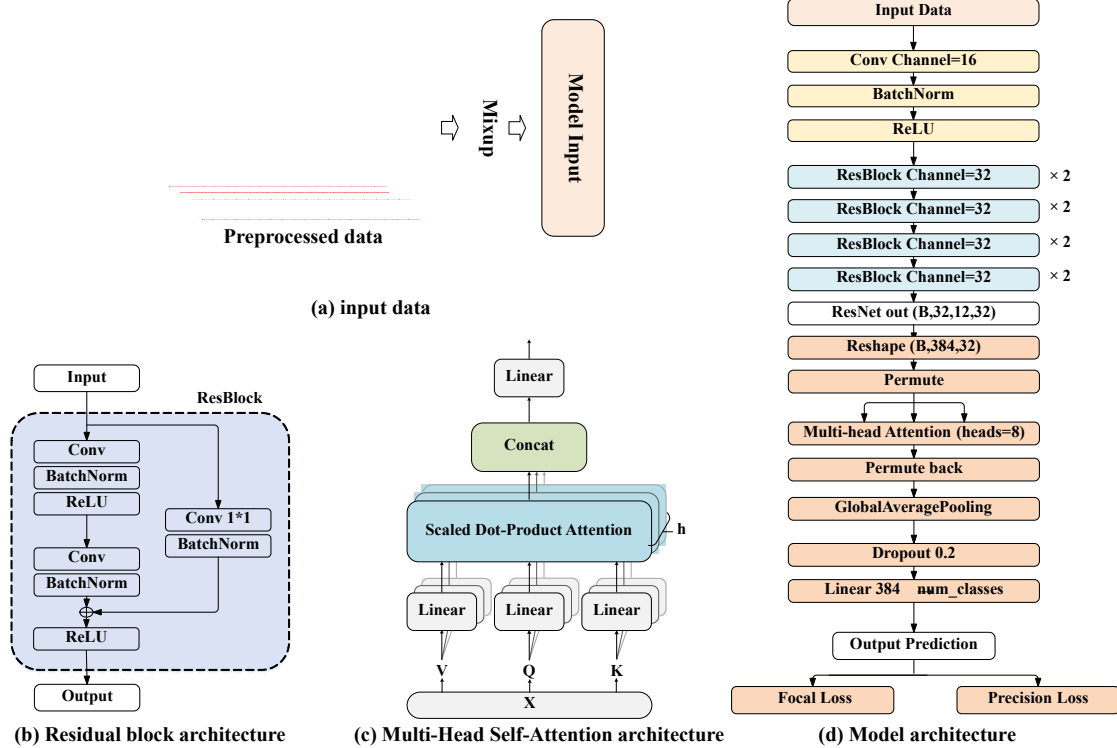 Mixup
Model Input
Preprocessed data
(a) input data
Input
ResBlock
Conv
BatchNorm
ReLU
Conv 1*1
BatchNorm
Conv
BatchNorm
ReLU
Output
(b) Residual block architecture
Linear
Concat
Scaled Dot-Product Attention
h
Linear
Linear
Linear
V
Q
K
X
(c) Multi-Head Self-Attention architecture
Input Data
Conv Channel=16
BatchNorm
ReLU
ResBlock Channel=32 × 2
ResBlock Channel=32 × 2
ResBlock Channel=32 × 2
ResBlock Channel=32 × 2
ResNet out (B,32,12,32)
Reshape (B,384,32)
Permute
Multi-head Attention (heads=8)
Permute back
GlobalAveragePooling
Dropout 0.2
Linear 384 num_classes
Output Prediction
Focal Loss
Precision Loss
(d) Model architecture